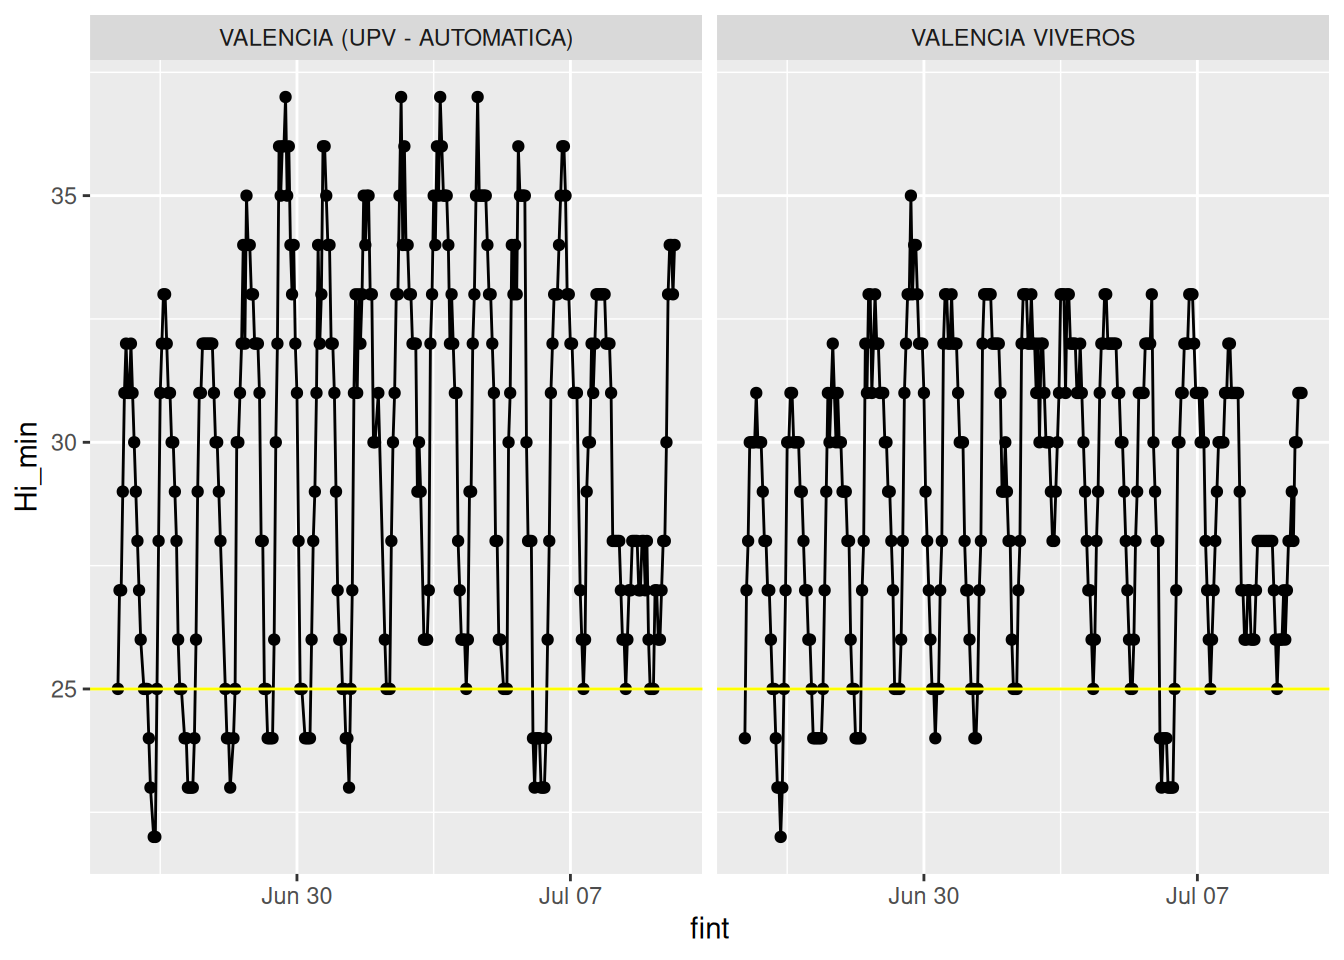 VALENCIA (UPV - AUTOMATICA)
VALENCIA VIVEROS
35
30
25
Hi_min
Jun 30
Jul 07
Jun 30
Jul 07
fint